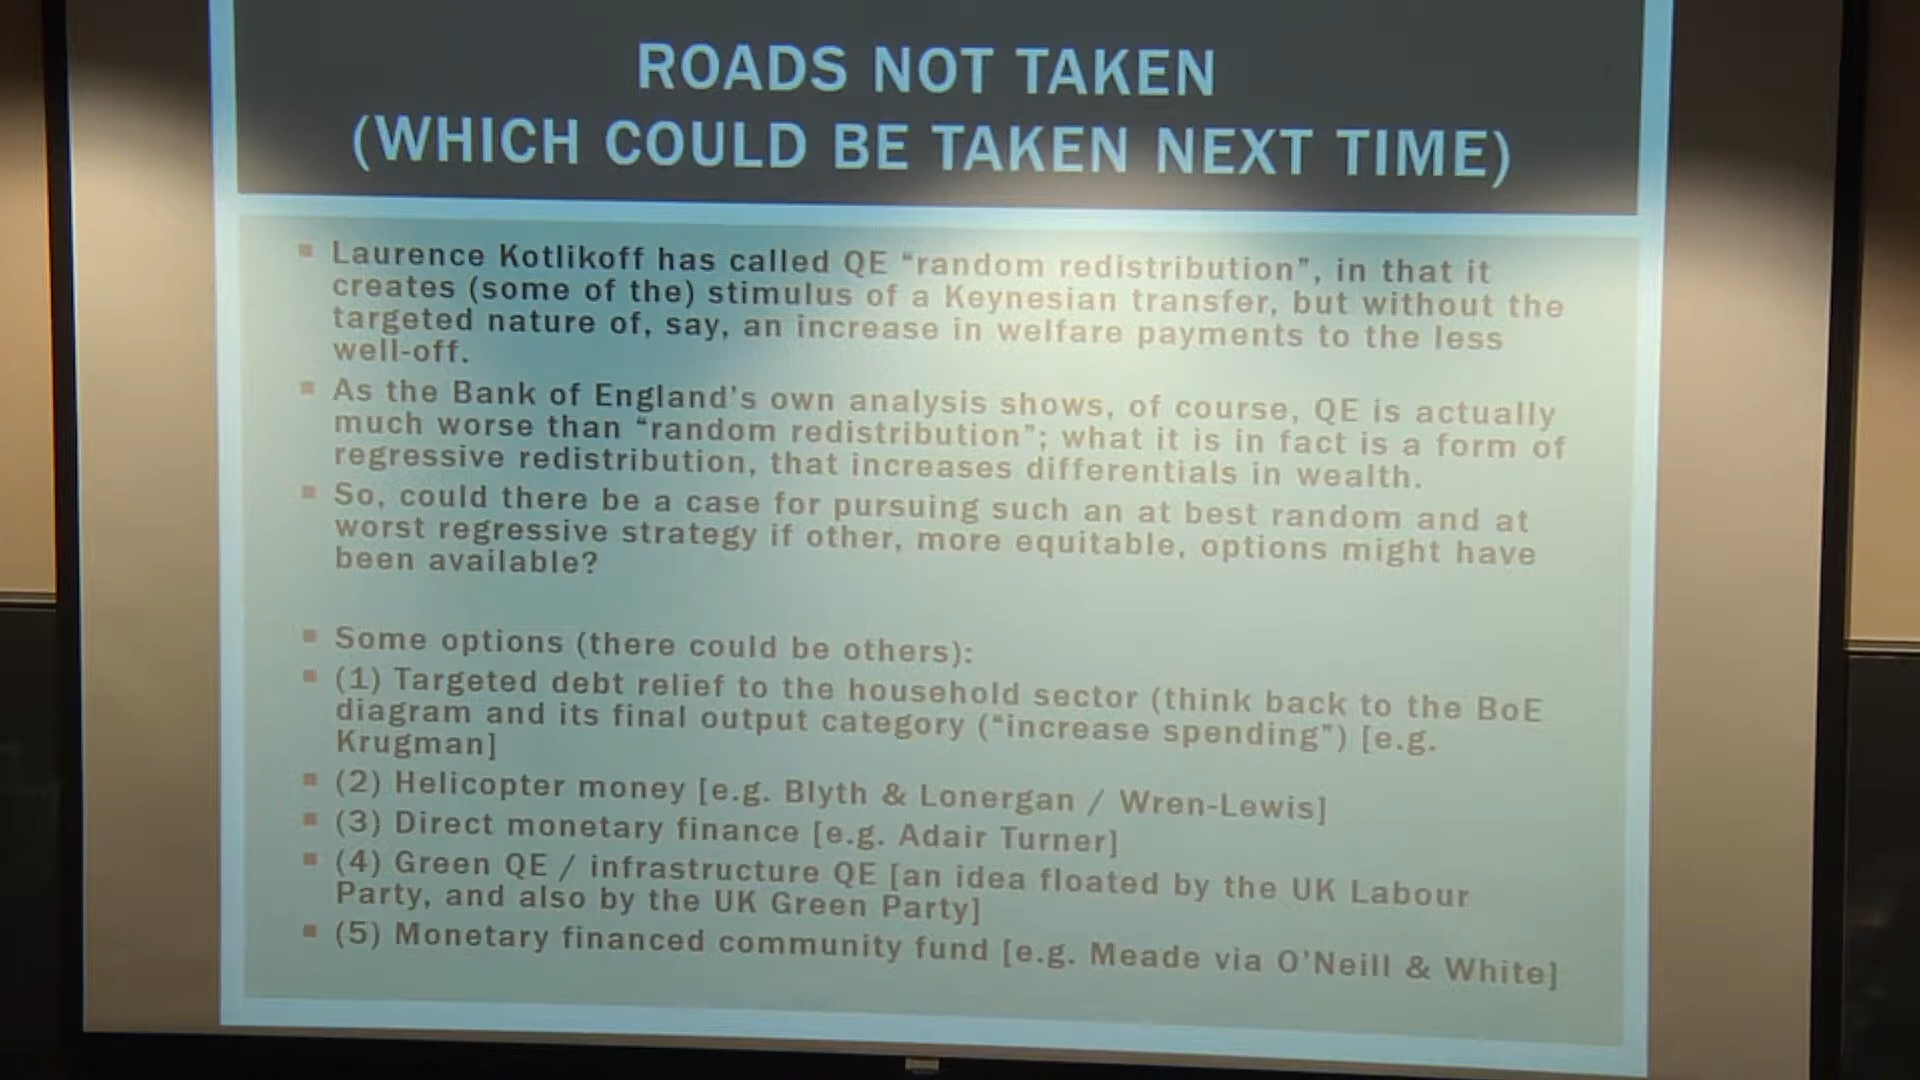 ROADS NOT TAKEN
(WHICH COULD BE TAKEN NEXT TIME)
▪ Laurence Kotlikoff has called QE “random redistribution”, in that it
creates (some of the) stimulus of a Keynesian transfer, but without the
targeted nature of, say, an increase in welfare payments to the less
well-off.
▪ As the Bank of England’s own analysis shows, of course, QE is actually
much worse than “random redistribution”; what it is in fact is a form of
regressive redistribution, that increases differentials in wealth.
▪ So, could there be a case for pursuing such an at best random and at
worst regressive strategy if other, more equitable, options might have
been available?
▪ Some options (there could be others):
▪ (1) Targeted debt relief to the household sector (think back to the BoE
diagram and its final output category (“increase spending”) [e.g.
Krugman]
▪ (2) Helicopter money [e.g. Blyth & Lonergan / Wren-Lewis]
▪ (3) Direct monetary finance [e.g. Adair Turner]
▪ (4) Green QE / infrastructure QE [an idea floated by the UK Labour
Party, and also by the UK Green Party]
▪ (5) Monetary financed community fund [e.g. Meade via O’Neill & White]